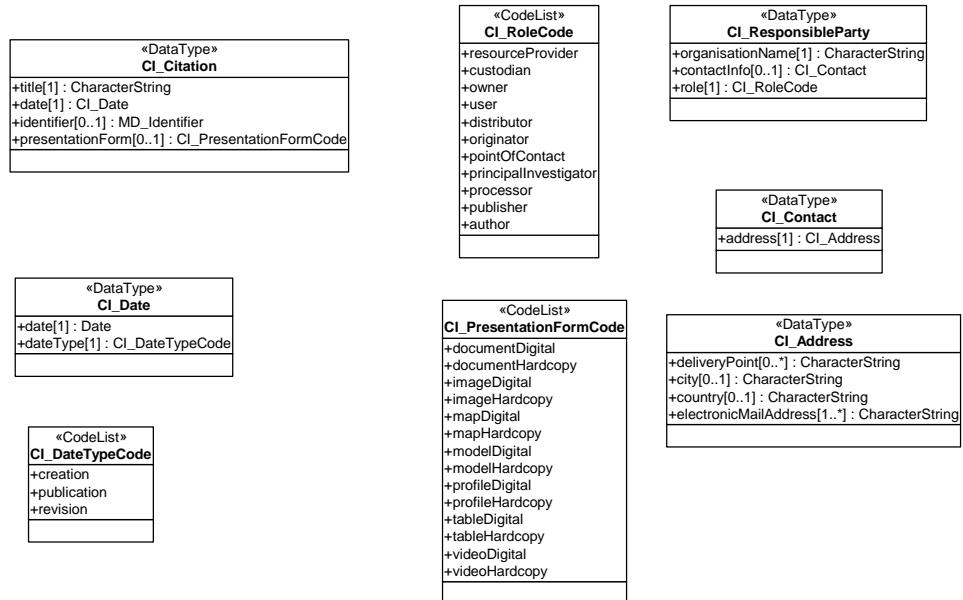 «DataType»
CI_Citation
+title[1] : CharacterString
+date[1] : CI_Date
+identifier[0..1] : MD_Identifier
+presentationForm[0..1] : CI_PresentationFormCode
«CodeList»
CI_RoleCode
+resourceProvider
+custodian
+owner
+user
+distributor
+originator
+pointOfContact
+principalInvestigator
+processor
+publisher
+author
«DataType»
CI_ResponsibleParty
+organisationName[1] : CharacterString
+contactInfo[0..1] : CI_Contact
+role[1] : CI_RoleCode
«DataType»
CI_Contact
+address[1] : CI_Address
«DataType»
CI_Date
+date[1] : Date
+dateType[1] : CI_DateTypeCode
«CodeList»
CI_PresentationFormCode
+documentDigital
+documentHardcopy
+imageDigital
+imageHardcopy
+mapDigital
+mapHardcopy
+modelDigital
+modelHardcopy
+profileDigital
+profileHardcopy
+tableDigital
+tableHardcopy
+videoDigital
+videoHardcopy
«DataType»
CI_Address
+deliveryPoint[0..*] : CharacterString
+city[0..1] : CharacterString
+country[0..1] : CharacterString
+electronicMailAddress[1..*] : CharacterString
«CodeList»
CI_DateTypeCode
+creation
+publication
+revision